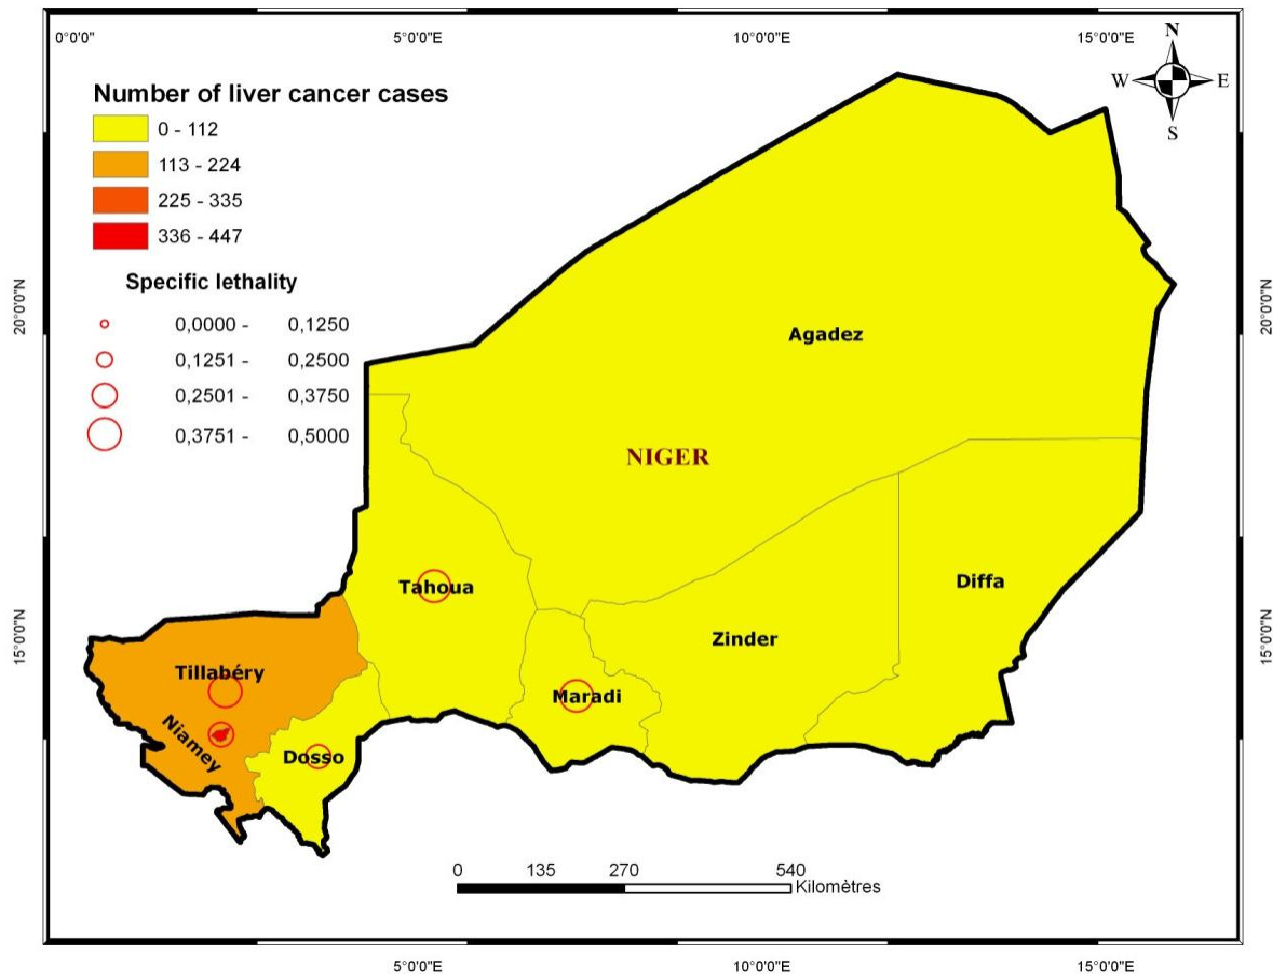 0°0'0"
5°0'0"E
10°0'0"E
15°0'0"E
N
W
E
S
Number of liver cancer cases
0 - 112
113 - 224
225 - 335
336 - 447
Specific lethality
0,0000 - 0,1250
0,1251 - 0,2500
0,2501 - 0,3750
0,3751 - 0,5000
20°0'0"N
20°0'0"N
15°0'0"N
15°0'0"N
Agadez
NIGER
Tahoua
Diffa
Zinder
Tillabéry
Maradi
Niamey
Dosso
0 135 270 540
Kilomètres
5°0'0"E
10°0'0"E
15°0'0"E